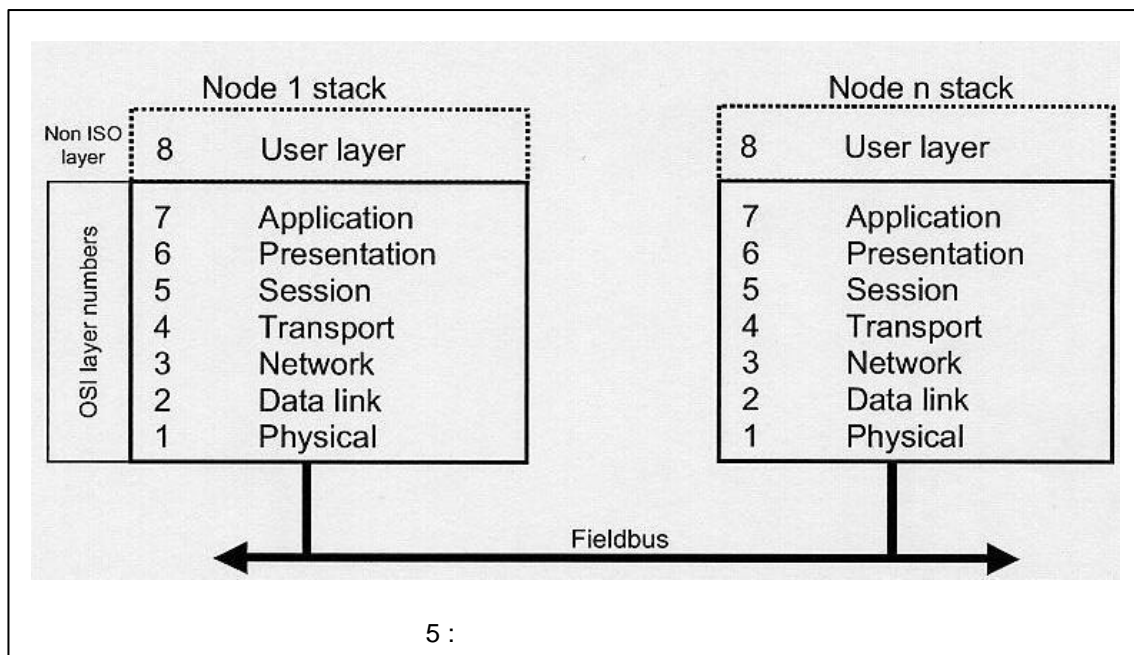 Node 1 stack
Non ISO
layer
8 User layer
OSI layer numbers
7 Application
6 Presentation
5 Session
4 Transport
3 Network
2 Data link
1 Physical
Node n stack
8 User layer
7 Application
6 Presentation
5 Session
4 Transport
3 Network
2 Data link
1 Physical
Fieldbus
5 :